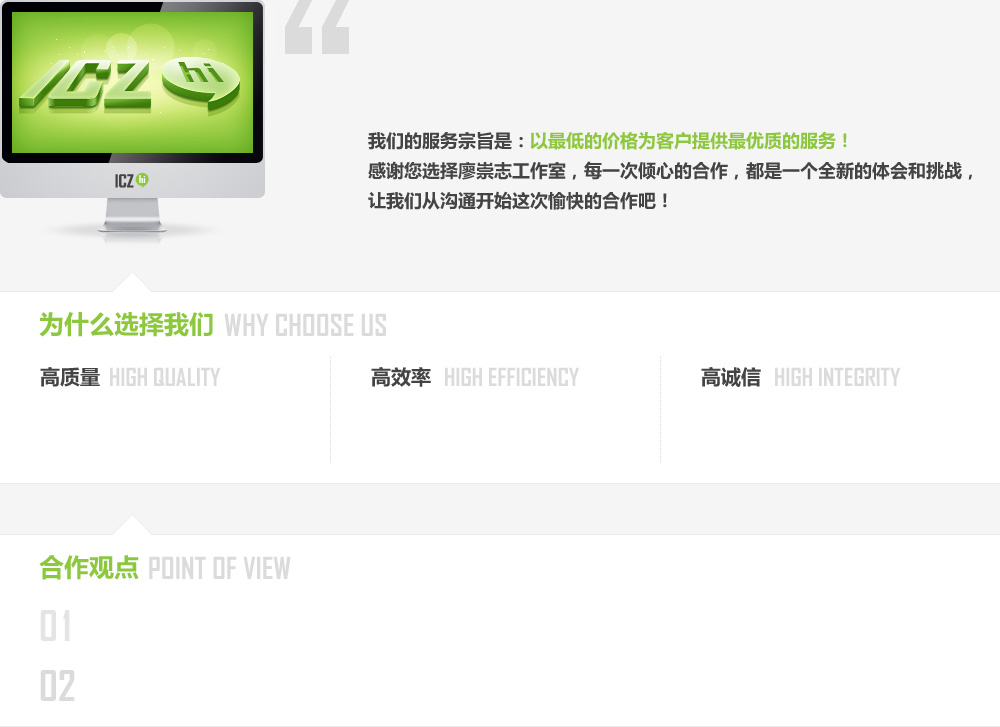 ICZ hi
ICZ hi
我们的服务宗旨是：以最低的价格为客户提供最优质的服务！
感谢您选择廖崇志工作室，每一次倾心的合作，都是一个全新的体会和挑战，
让我们从沟通开始这次愉快的合作吧！
为什么选择我们 WHY CHOOSE US
高质量 HIGH QUALITY
高效率 HIGH EFFICIENCY
高诚信 HIGH INTEGRITY
合作观点 POINT OF VIEW
01
02